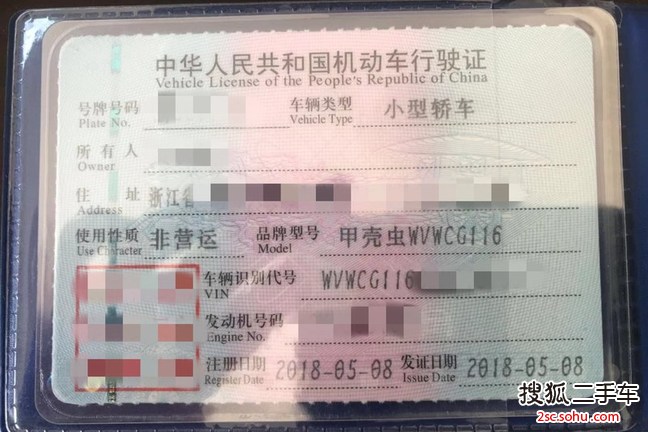 中华人民共和国机动车行驶证
Vehicle License of the People's Republic of China
号牌号码 车辆类型 小型轿车
Plate No. Vehicle Type
所有人
Owner
住 址 浙江省
Address
使用性质 非营运 品牌型号 甲壳虫WVWCG116
Use Character Model
车辆识别代号 WVWCG116
VIN
发动机号码
Engine No.
注册日期 2018-05-08 发证日期 2018-05-08
Register Date Issue Date
搜狐二手车
2sc.sohu.com